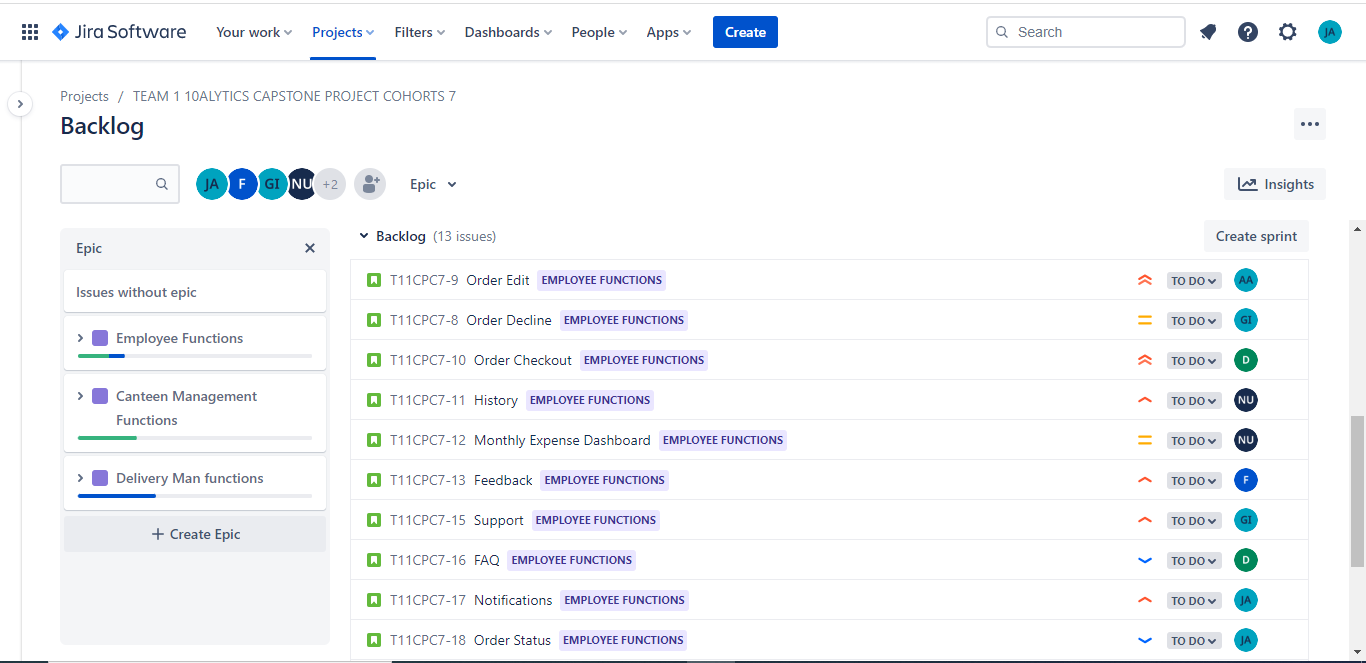 Jira Software Your work Projects Filters Dashboards People Apps Create Search JA
Projects / TEAM 1 10ALYTICS CAPSTONE PROJECT COHORTS 7
Backlog
JA F GI NU +2 Epic Insights
Epic
Issues without epic
Employee Functions
Canteen Management
Functions
Delivery Man functions
Create Epic
Backlog (13 issues) Create sprint
T11CPC7-9 Order Edit EMPLOYEE FUNCTIONS TO DO AA
T11CPC7-8 Order Decline EMPLOYEE FUNCTIONS TO DO GI
T11CPC7-10 Order Checkout EMPLOYEE FUNCTIONS TO DO D
T11CPC7-11 History EMPLOYEE FUNCTIONS TO DO NU
T11CPC7-12 Monthly Expense Dashboard EMPLOYEE FUNCTIONS TO DO NU
T11CPC7-13 Feedback EMPLOYEE FUNCTIONS TO DO F
T11CPC7-15 Support EMPLOYEE FUNCTIONS TO DO GI
T11CPC7-16 FAQ EMPLOYEE FUNCTIONS TO DO D
T11CPC7-17 Notifications EMPLOYEE FUNCTIONS TO DO JA
T11CPC7-18 Order Status EMPLOYEE FUNCTIONS TO DO JA